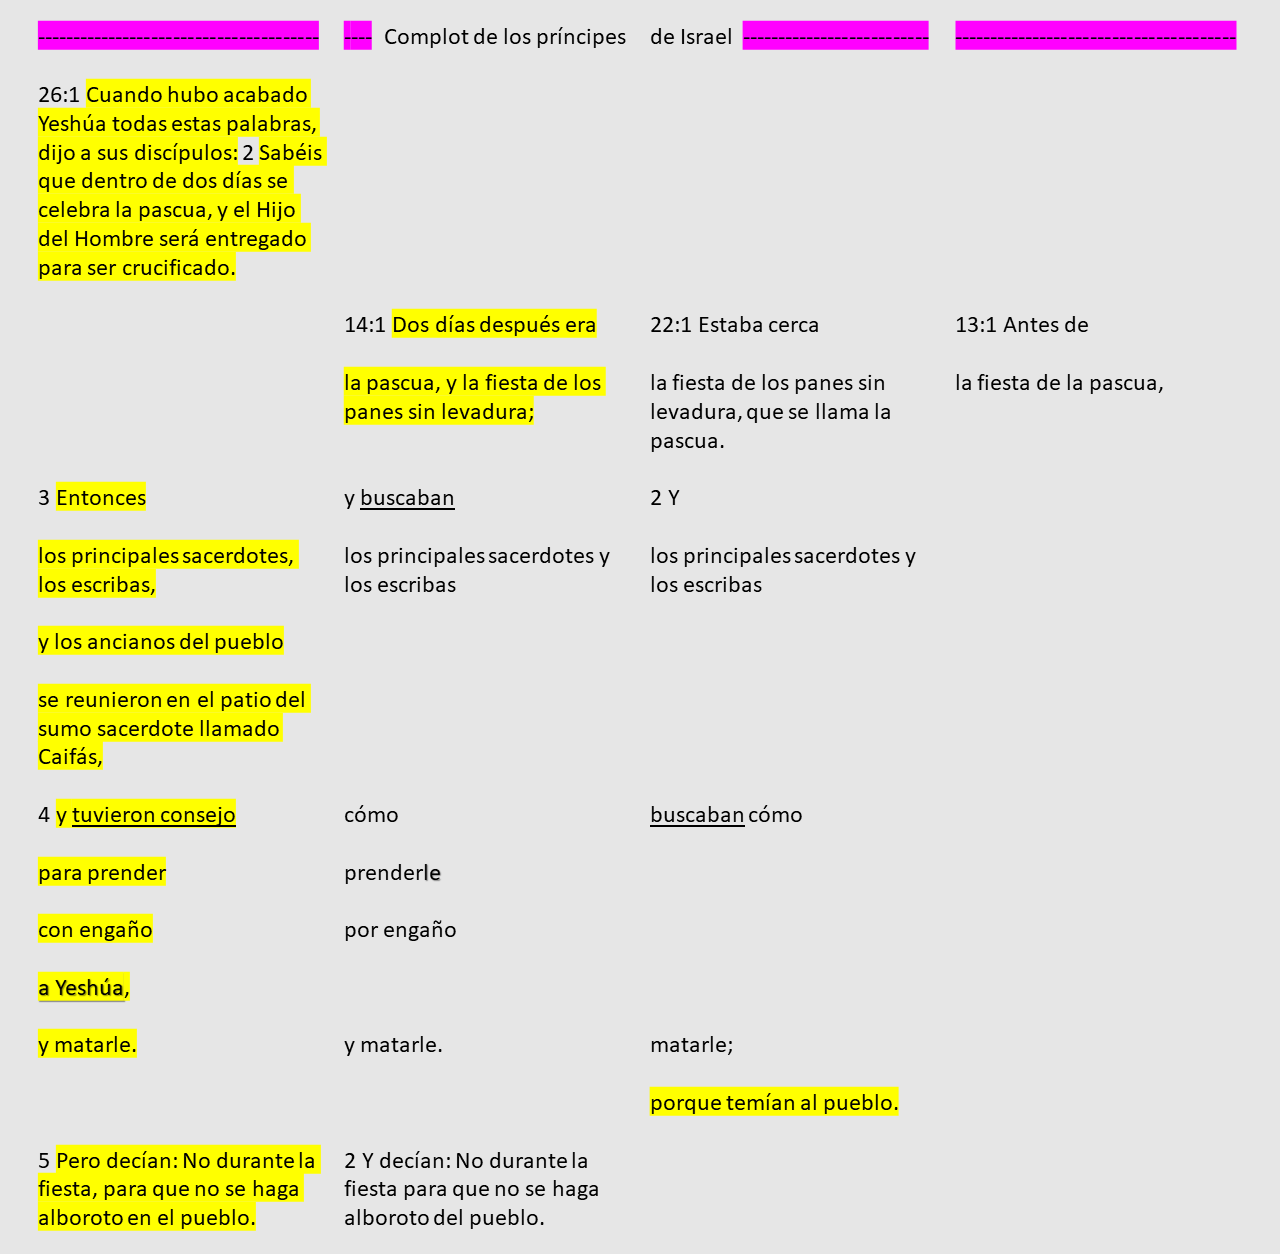 --------------------------------------- ---- Complot de los príncipes de Israel -------------------------- ---------------------------------------
26:1 Cuando hubo acabado
Yeshúa todas estas palabras,
dijo a sus discípulos: 2 Sabéis
que dentro de dos días se
celebra la pascua, y el Hijo
del Hombre será entregado
para ser crucificado.
14:1 Dos días después era 22:1 Estaba cerca 13:1 Antes de
la pascua, y la fiesta de los la fiesta de los panes sin la fiesta de la pascua,
panes sin levadura; levadura, que se llama la
pascua.
3 Entonces y buscaban 2 Y
los principales sacerdotes, los principales sacerdotes y los principales sacerdotes y
los escribas, los escribas los escribas
y los ancianos del pueblo
se reunieron en el patio del
sumo sacerdote llamado
Caifás,
4 y tuvieron consejo cómo buscaban cómo
para prender prenderle
con engaño por engaño
a Yeshúa,
y matarle. y matarle. matarle;
porque temían al pueblo.
5 Pero decían: No durante la 2 Y decían: No durante la
fiesta, para que no se haga fiesta para que no se haga
alboroto en el pueblo. alboroto del pueblo.